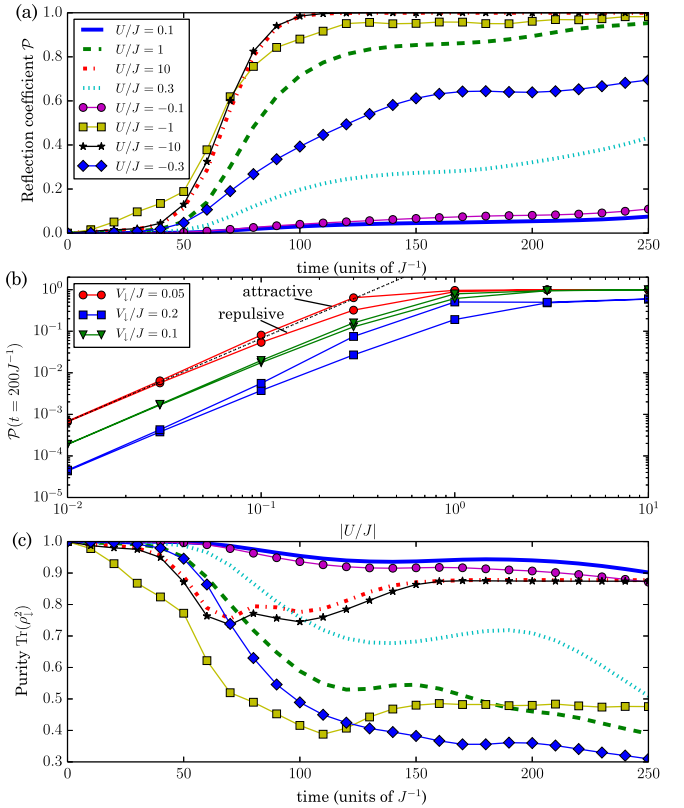 (a)
Reflection coefficient 𝒫
1.0
0.8
0.6
0.4
0.2
0.0
U/J = 0.1
U/J = 1
U/J = 10
U/J = 0.3
U/J = −0.1
U/J = −1
U/J = −10
U/J = −0.3
0 50 100 150 200 250
time (units of J⁻¹)
(b)
𝒫(t = 200J⁻¹)
10⁰
10⁻¹
10⁻²
10⁻³
10⁻⁴
10⁻⁵
V↓/J = 0.05
V↓/J = 0.2
V↓/J = 0.1
attractive
repulsive
10⁻² 10⁻¹ 10⁰ 10¹
|U/J|
(c)
Purity Tr(ρ↓²)
1.0
0.9
0.8
0.7
0.6
0.5
0.4
0.3
0 50 100 150 200 250
time (units of J⁻¹)